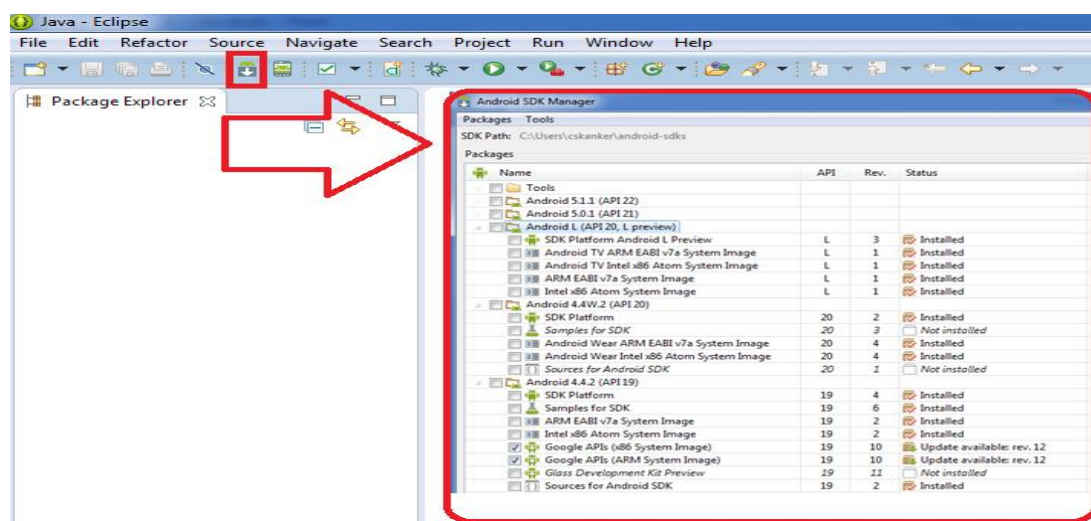 Java - Eclipse
File Edit Refactor Source Navigate Search Project Run Window Help
Package Explorer
Android SDK Manager
Packages Tools
SDK Path: C:\Users\cskanker\android-sdks
Packages
Name API Rev. Status
Tools
Android 5.1.1 (API 22)
Android 5.0.1 (API 21)
Android L (API 20, L preview)
SDK Platform Android L Preview L 3 Installed
Android TV ARM EABI v7a System Image L 1 Installed
Android TV Intel x86 Atom System Image L 1 Installed
ARM EABI v7a System Image L 1 Installed
Intel x86 Atom System Image L 1 Installed
Android 4.4W.2 (API 20)
SDK Platform 20 2 Installed
Samples for SDK 20 3 Not installed
Android Wear ARM EABI v7a System Image 20 4 Installed
Android Wear Intel x86 Atom System Image 20 4 Installed
Sources for Android SDK 20 1 Not installed
Android 4.4.2 (API 19)
SDK Platform 19 4 Installed
Samples for SDK 19 6 Installed
ARM EABI v7a System Image 19 2 Installed
Intel x86 Atom System Image 19 2 Installed
Google APIs (x86 System Image) 19 10 Update available: rev. 12
Google APIs (ARM System Image) 19 10 Update available: rev. 12
Glass Development Kit Preview 19 11 Not installed
Sources for Android SDK 19 2 Installed